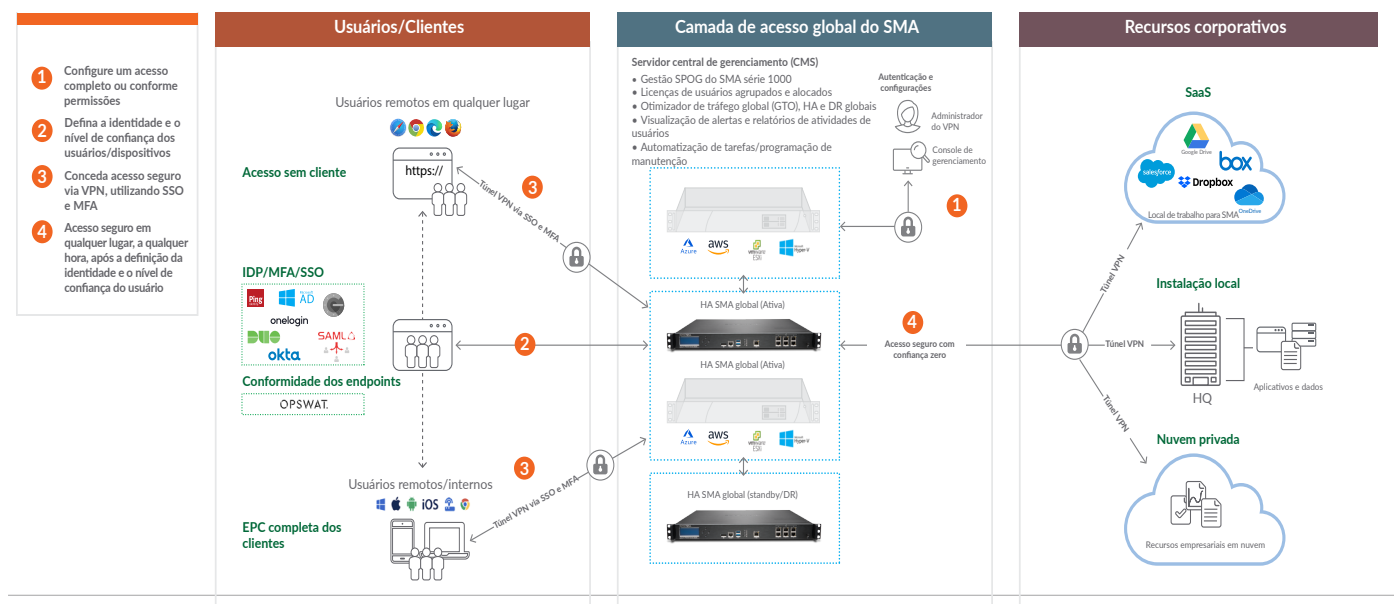 Usuários/Clientes
Camada de acesso global do SMA
Recursos corporativos
1
Configure um acesso
completo ou conforme
permissões
2
Defina a identidade e o
nível de confiança dos
usuários/dispositivos
3
Conceda acesso seguro
via VPN, utilizando SSO
e MFA
4
Acesso seguro em
qualquer lugar, a qualquer
hora, após a definição da
identidade e o nível de
confiança do usuário
Usuários remotos em qualquer lugar
Acesso sem cliente
https://
Túnel VPN via SSO e MFA
3
IDP/MFA/SSO
Ping
AD
onelogin
DUO
SAML
okta
2
Conformidade dos endpoints
OPSWAT.
Usuários remotos/internos
iOS
3
Túnel VPN via SSO e MFA
EPC completa dos
clientes
Servidor central de gerenciamento (CMS)
• Gestão SPOG do SMA série 1000
• Licenças de usuários agrupados e alocados
• Otimizador de tráfego global (GTO), HA e DR globais
• Visualização de alertas e relatórios de atividades de
usuários
• Automatização de tarefas/programação de
manutenção
Autenticação e
configurações
Administrador
do VPN
Console de
gerenciamento
1
Azure
aws
vmware
ESXi
Hyper-V
HA SMA global (Ativa)
HA SMA global (Ativa)
Azure
aws
vmware
ESXi
Hyper-V
HA SMA global (standby/DR)
4
Acesso seguro com
confiança zero
SaaS
Google Drive
salesforce
box
Dropbox
OneDrive
Local de trabalho para SMA
Túnel VPN
Instalação local
Túnel VPN
HQ
Aplicativos e dados
Túnel VPN
Nuvem privada
Recursos empresariais em nuvem